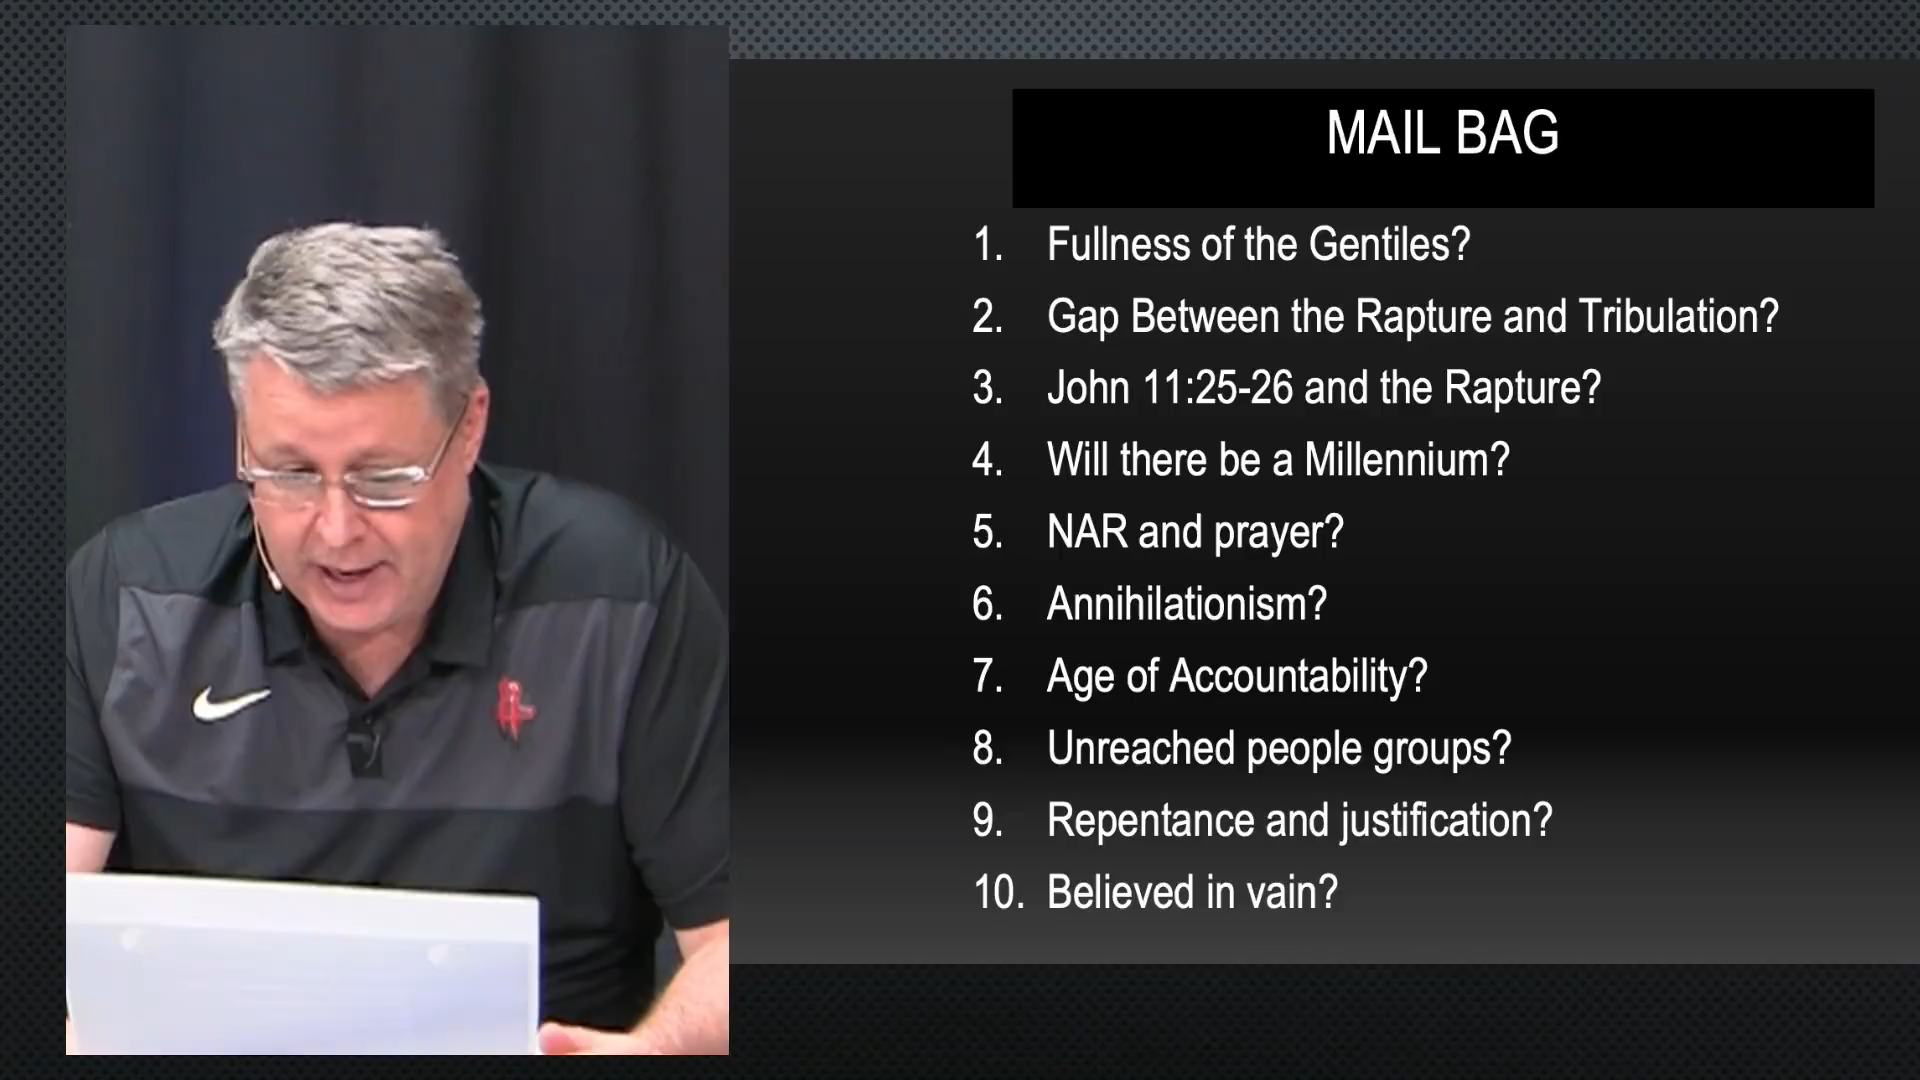 MAIL BAG
1. Fullness of the Gentiles?
2. Gap Between the Rapture and Tribulation?
3. John 11:25-26 and the Rapture?
4. Will there be a Millennium?
5. NAR and prayer?
6. Annihilationism?
7. Age of Accountability?
8. Unreached people groups?
9. Repentance and justification?
10. Believed in vain?